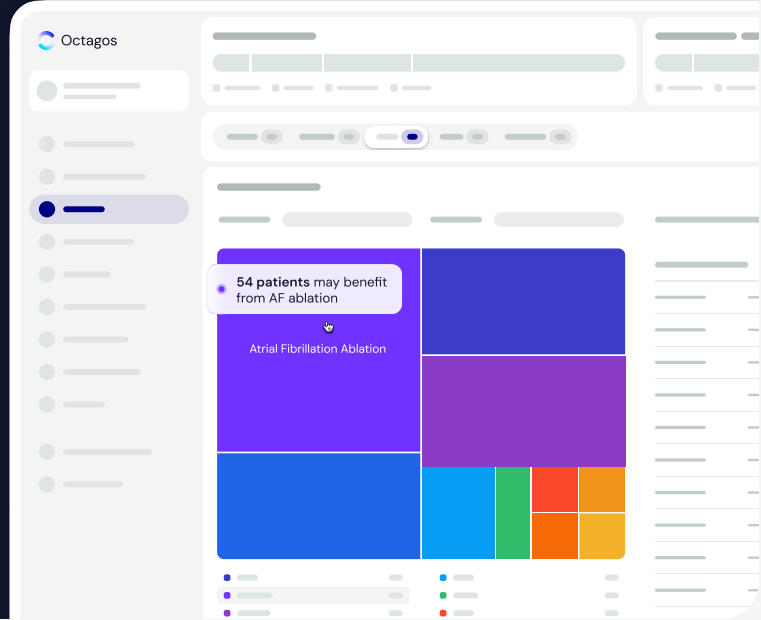 Octagos
54 patients may benefit
from AF ablation
Atrial Fibrillation Ablation